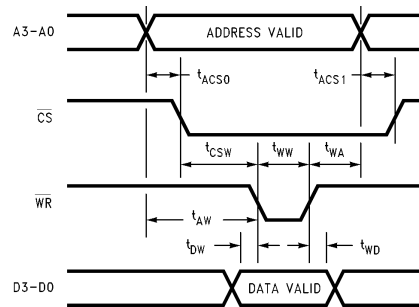 A3-A0
ADDRESS VALID
tACS0
tACS1
CS
tCSW
tWW
tWA
WR
tAW
tDW
tWD
D3-D0
DATA VALID